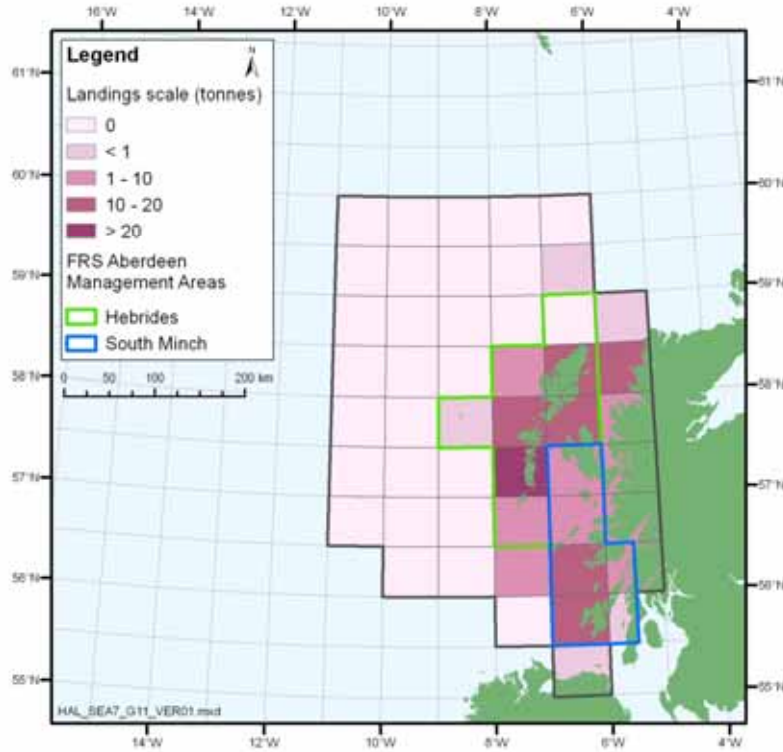 16°W 14°W 12°W 10°W 8°W 6°W 4°W
Legend
N
Landings scale (tonnes)
0
< 1
1 - 10
10 - 20
> 20
FRS Aberdeen
Management Areas
Hebrides
South Minch
0 50 100 200 km
61°N 61°N
60°N 60°N
59°N 59°N
58°N 58°N
57°N 57°N
56°N 56°N
55°N 55°N
HAL_SEA7_G11_VER01.mxd
14°W 12°W 10°W 8°W 6°W 4°W